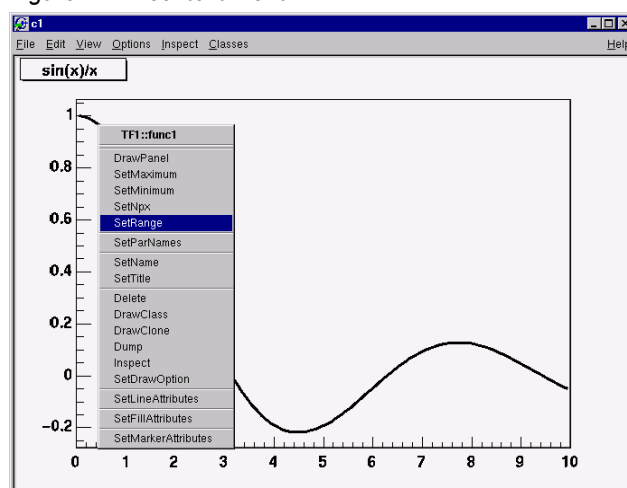 c1
File Edit View Options Inspect Classes Help
sin(x)/x
1
0.8
0.6
0.4
0.2
0
-0.2
TF1::func1
DrawPanel
SetMaximum
SetMinimum
SetNpx
SetRange
SetParNames
SetName
SetTitle
Delete
DrawClass
DrawClone
Dump
Inspect
SetDrawOption
SetLineAttributes
SetFillAttributes
SetMarkerAttributes
0 1 2 3 4 5 6 7 8 9 10